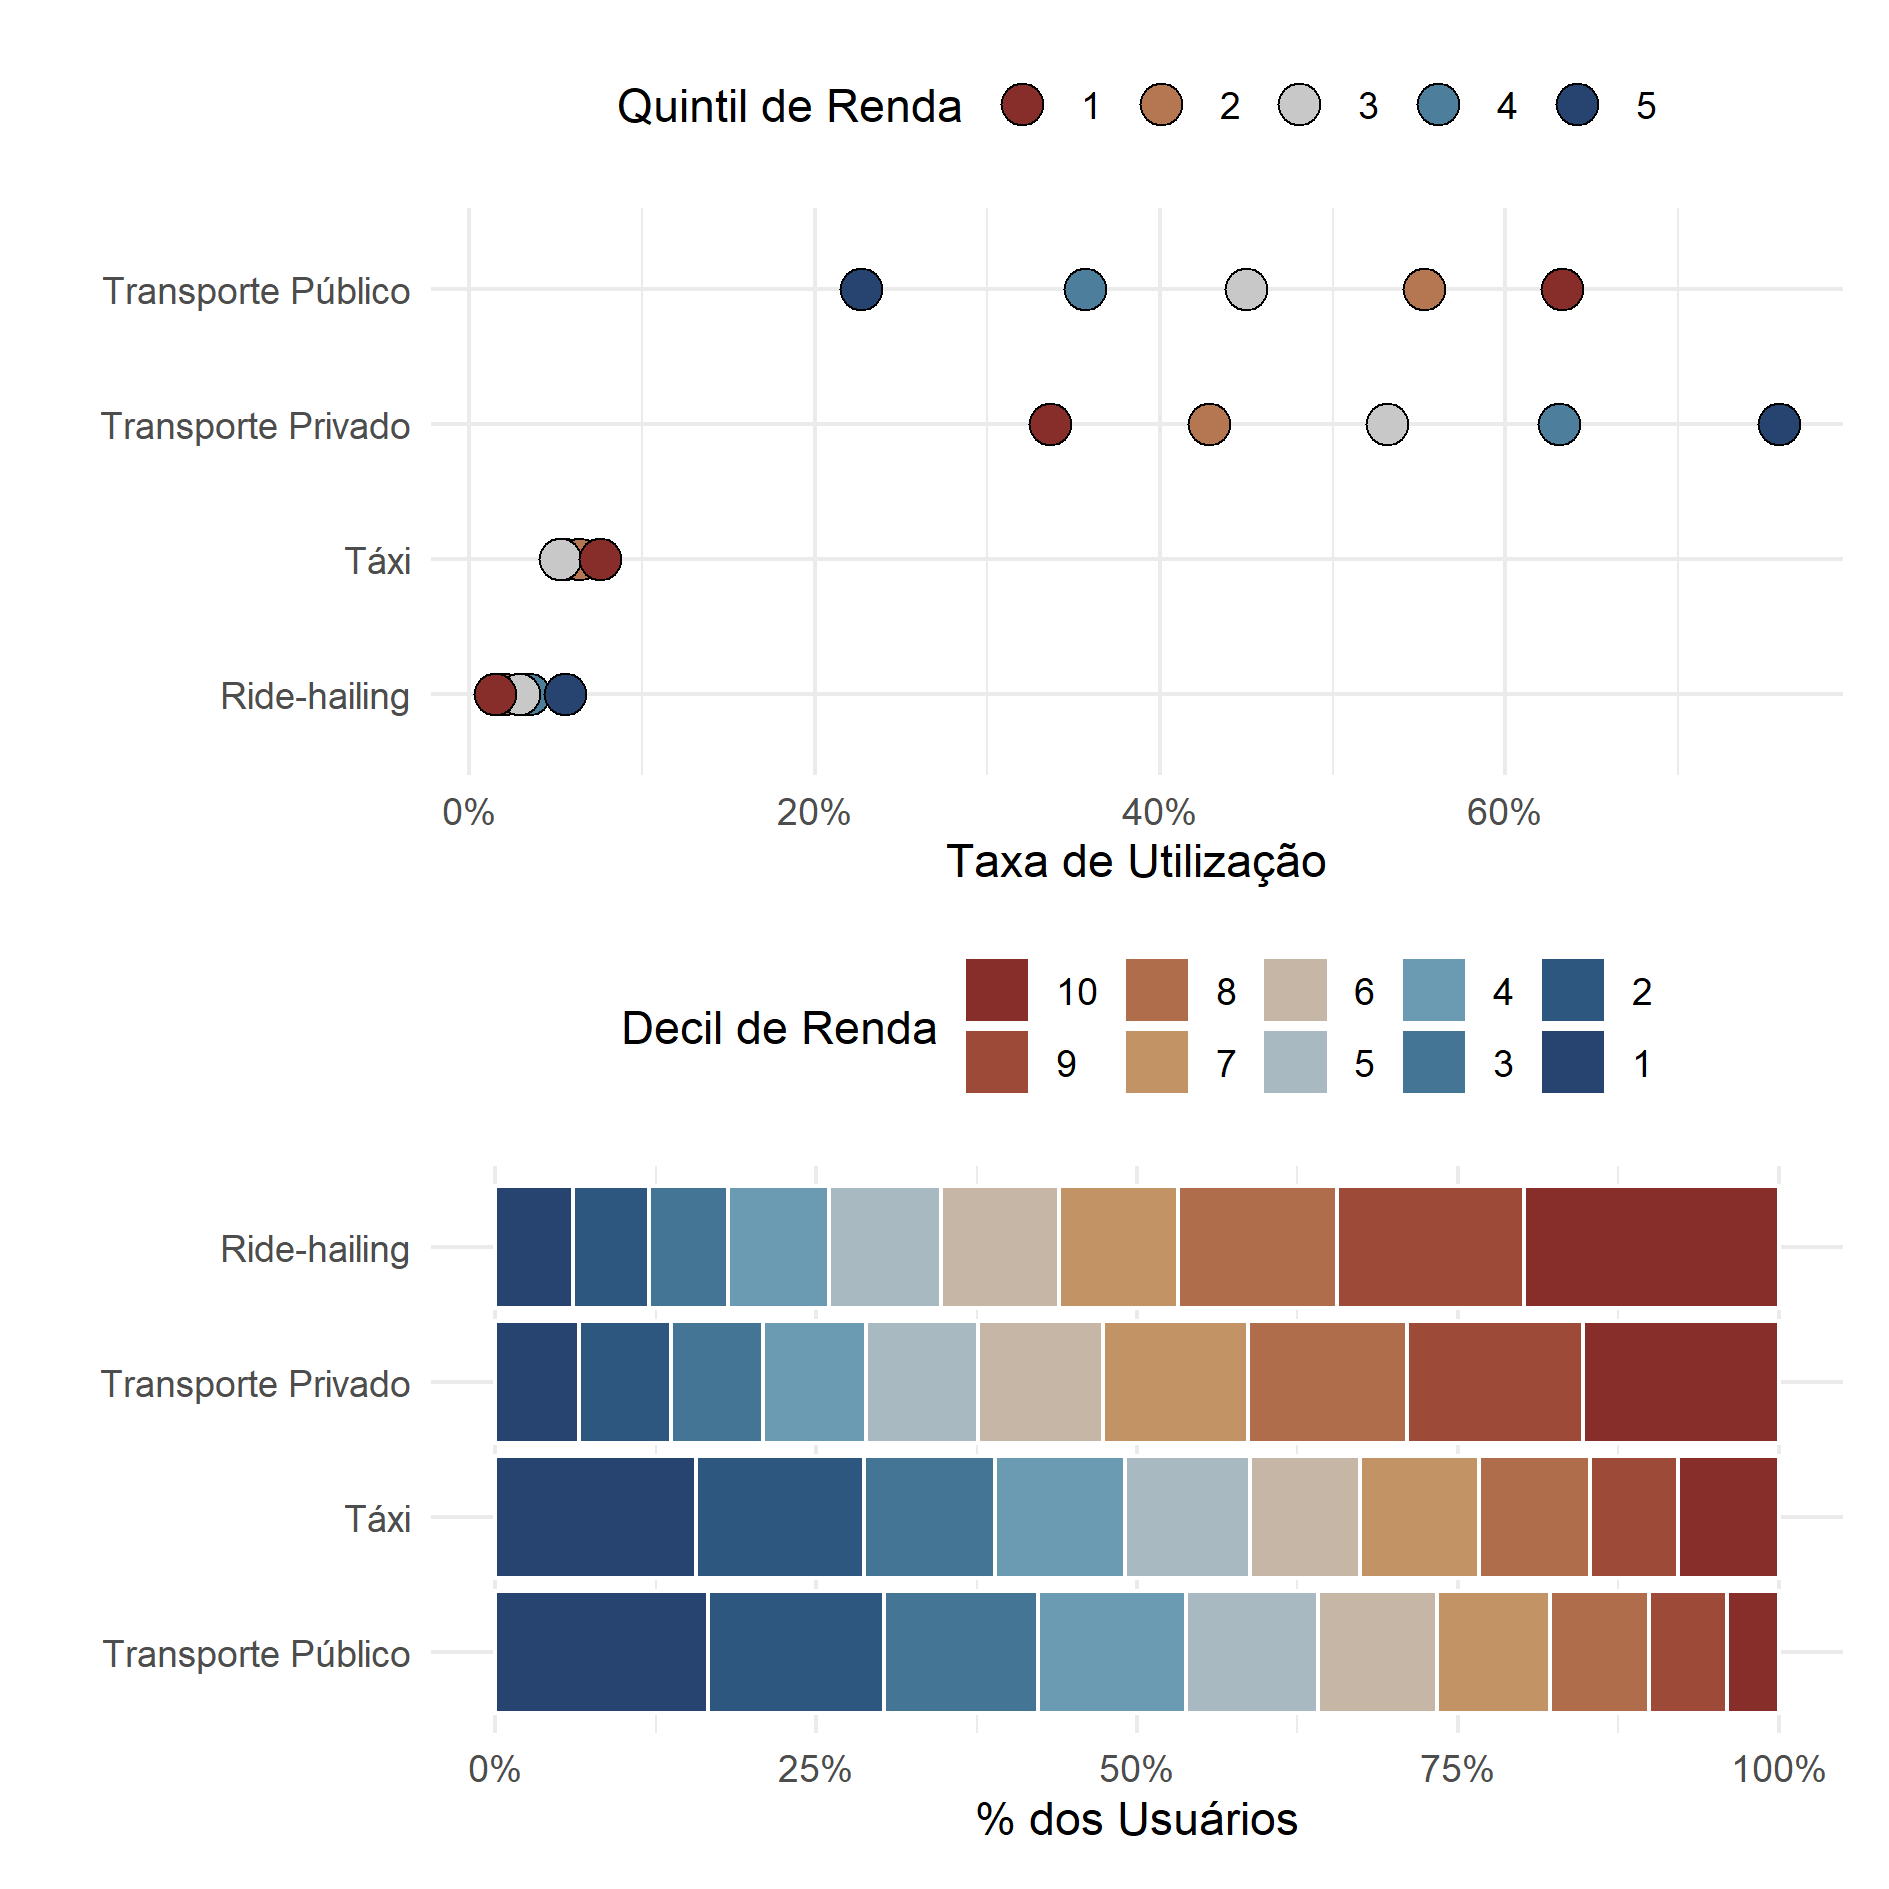 Quintil de Renda 1 2 3 4 5
Transporte Público
Transporte Privado
Táxi
Ride-hailing
0% 20% 40% 60%
Taxa de Utilização
Decil de Renda
10 8 6 4 2
9 7 5 3 1
Ride-hailing
Transporte Privado
Táxi
Transporte Público
0% 25% 50% 75% 100%
% dos Usuários